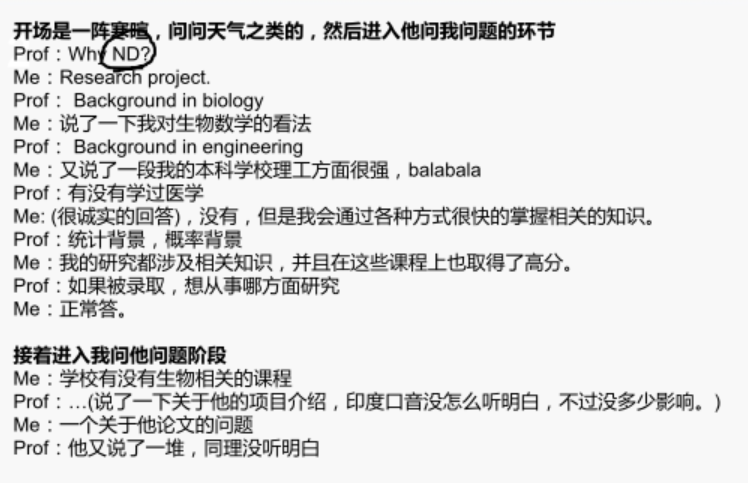 开场是一阵寒暄，问问天气之类的，然后进入他问我问题的环节
Prof：Why ND?
Me：Research project.
Prof： Background in biology
Me：说了一下我对生物数学的看法
Prof： Background in engineering
Me：又说了一段我的本科学校理工方面很强，balabala
Prof：有没有学过医学
Me: (很诚实的回答)，没有，但是我会通过各种方式很快的掌握相关的知识。
Prof：统计背景，概率背景
Me：我的研究都涉及相关知识，并且在这些课程上也取得了高分。
Prof：如果被录取，想从事哪方面研究
Me：正常答。
接着进入我问他问题阶段
Me：学校有没有生物相关的课程
Prof：…(说了一下关于他的项目介绍，印度口音没怎么听明白，不过没多少影响。)
Me：一个关于他论文的问题
Prof：他又说了一堆，同理没听明白